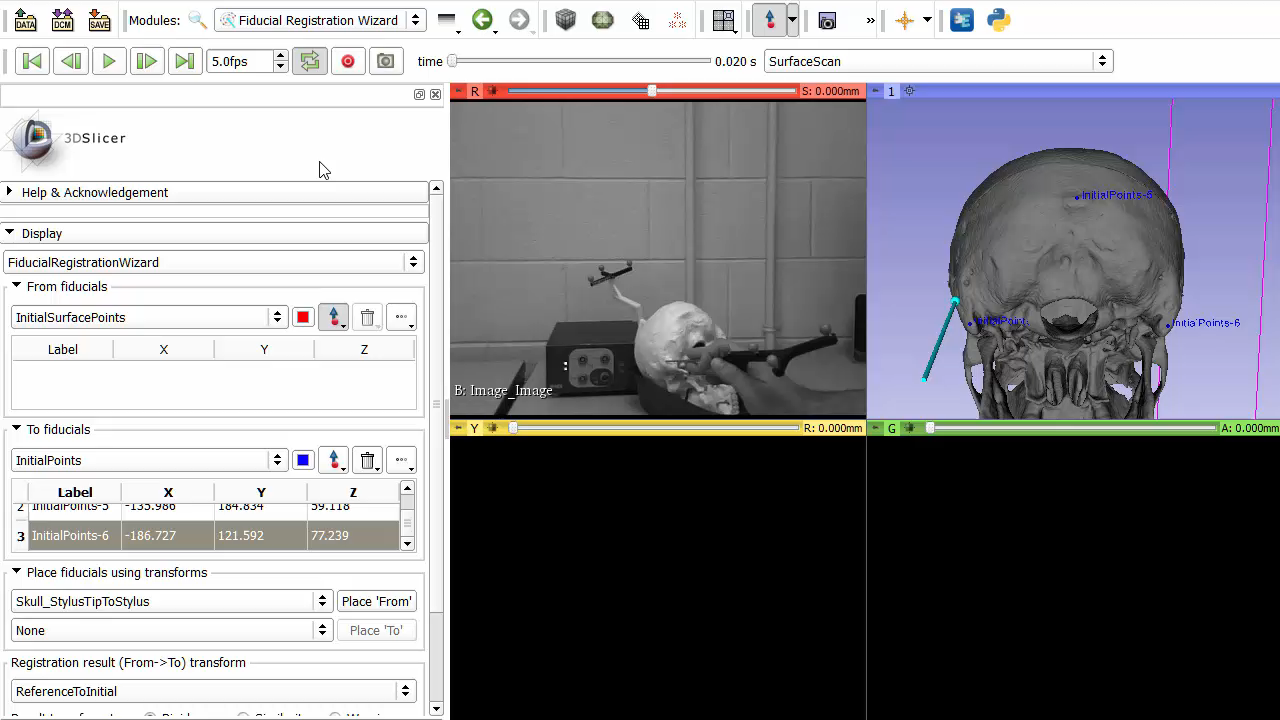 DATA DCM SAVE Modules: Fiducial Registration Wizard
5.0fps time 0.020 s SurfaceScan
R S: 0.000mm 1
3DSlicer
Help & Acknowledgement
Display
FiducialRegistrationWizard
From fiducials
InitialSurfacePoints
Label X Y Z
To fiducials
InitialPoints
Label X Y Z
2 InitialPoints-5 -135.986 184.834 59.118
3 InitialPoints-6 -186.727 121.592 77.239
Place fiducials using transforms
Skull_StylusTipToStylus Place 'From'
None Place 'To'
Registration result (From->To) transform
ReferenceToInitial
B: Image_Image
InitialPoints-5
InitialPoint.
InitialPoints-6
Y R: 0.000mm G A: 0.000mm